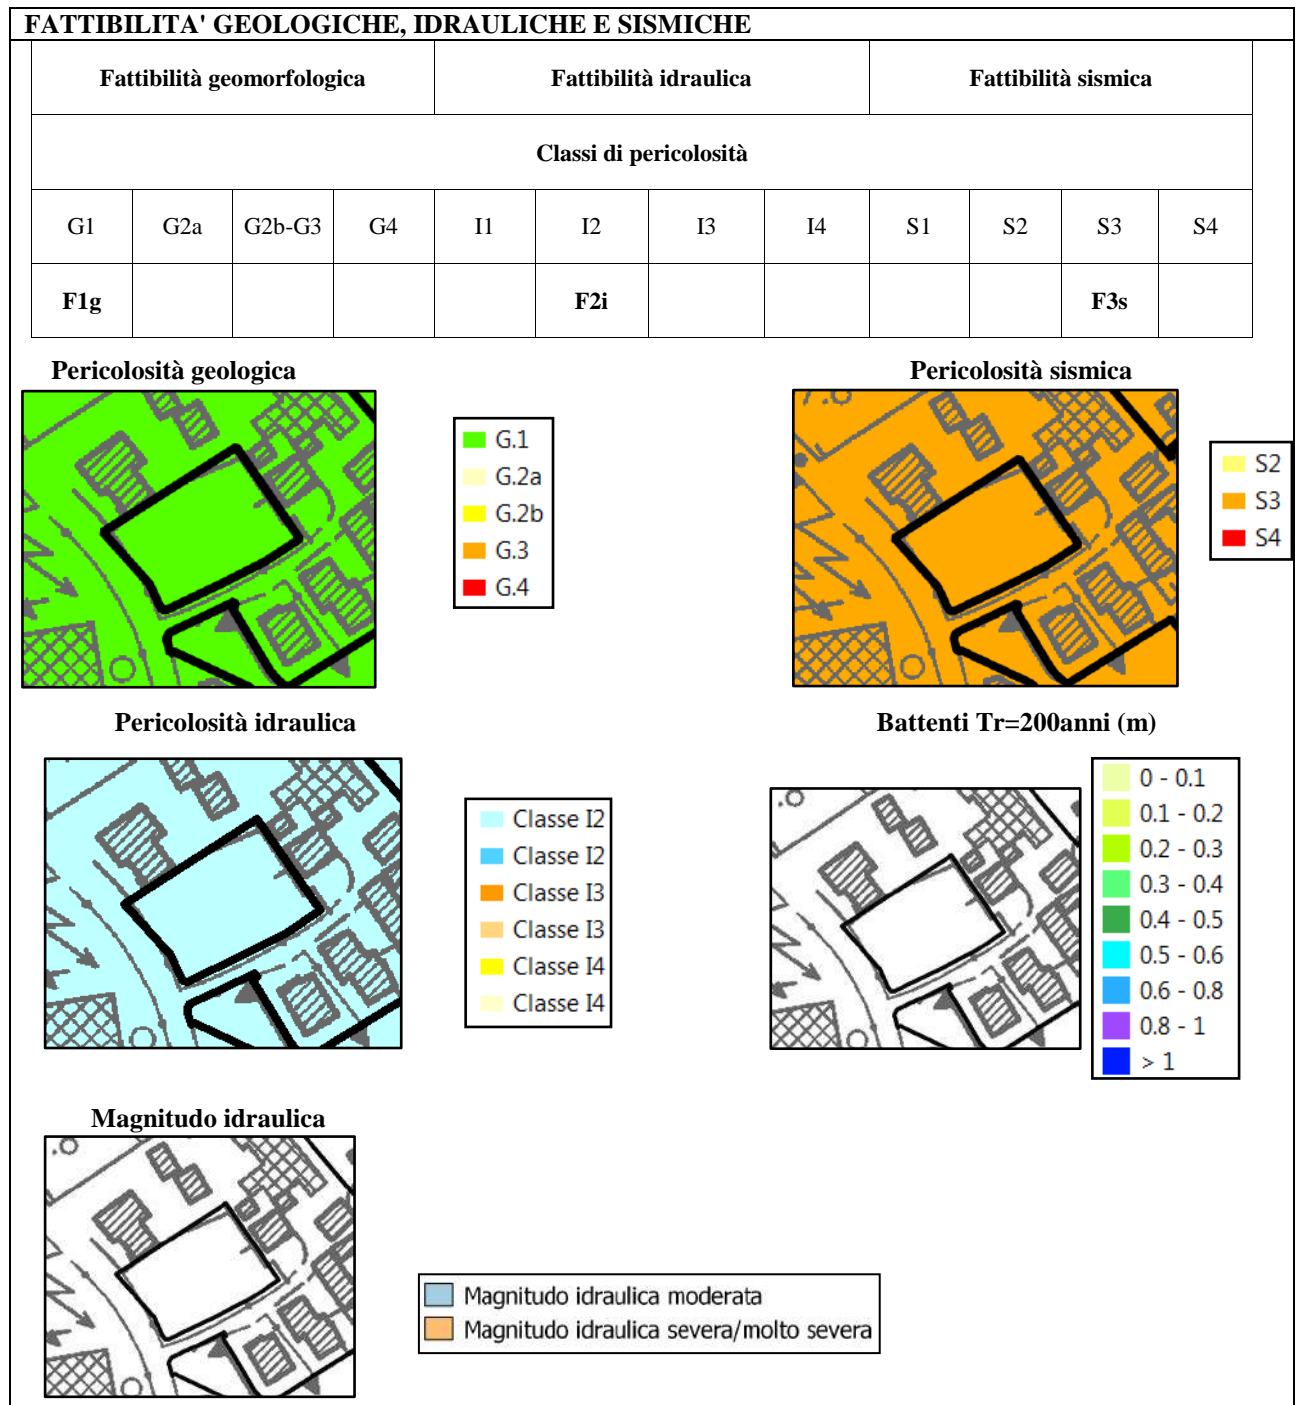 FATTIBILITA' GEOLOGICHE, IDRAULICHE E SISMICHE
Fattibilità geomorfologica Fattibilità idraulica Fattibilità sismica
Classi di pericolosità
G1 G2a G2b-G3 G4 I1 I2 I3 I4 S1 S2 S3 S4
F1g F2i F3s
Pericolosità geologica
G.1
G.2a
G.2b
G.3
G.4
Pericolosità sismica
S2
S3
S4
Pericolosità idraulica
Classe I2
Classe I2
Classe I3
Classe I3
Classe I4
Classe I4
Battenti Tr=200anni (m)
0 - 0.1
0.1 - 0.2
0.2 - 0.3
0.3 - 0.4
0.4 - 0.5
0.5 - 0.6
0.6 - 0.8
0.8 - 1
> 1
Magnitudo idraulica
Magnitudo idraulica moderata
Magnitudo idraulica severa/molto severa